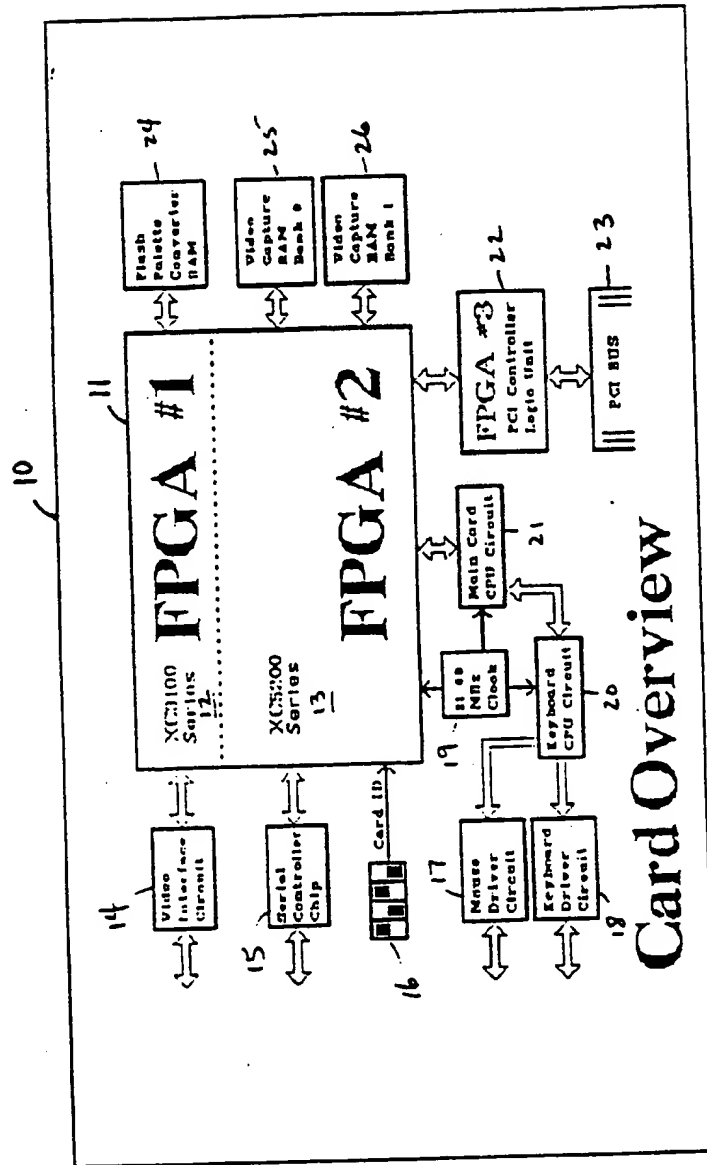 10
11
XC3100
Series
12
FPGA #1
XC5200
Series
13
FPGA #2
14
Video
Interface
Circuit
15
Serial
Controller
Chip
16
Card ID
17
Mouse
Driver
Circuit
Keyboard
Driver
Circuit
18
19
MHz
Clock
Keyboard
CPU Circuit
20
Main Card
CPU Circuit
21
FPGA #3
PCI Controller
Logic Unit
22
PCI BUS
23
Flash
Palette
Converter
RAM
24
Video
Capture
RAM
Bank 0
25
Video
Capture
RAM
Bank 1
26
Card Overview